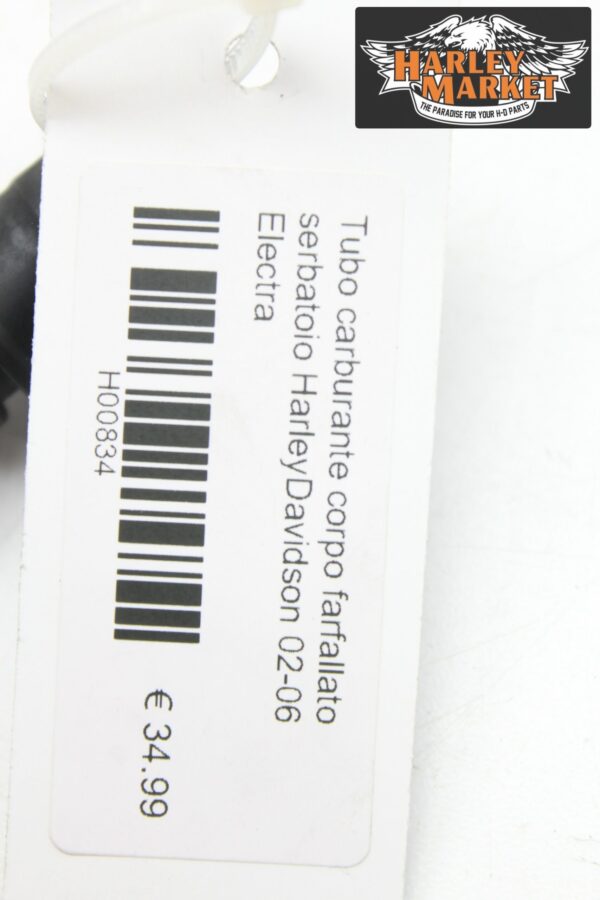 HARLEY
MARKET
THE PARADISE FOR YOUR H-D PARTS
Tubo carburante corpo farfallato
serbatoio HarleyDavidson 02-06
Electra
H00834
€ 34.99